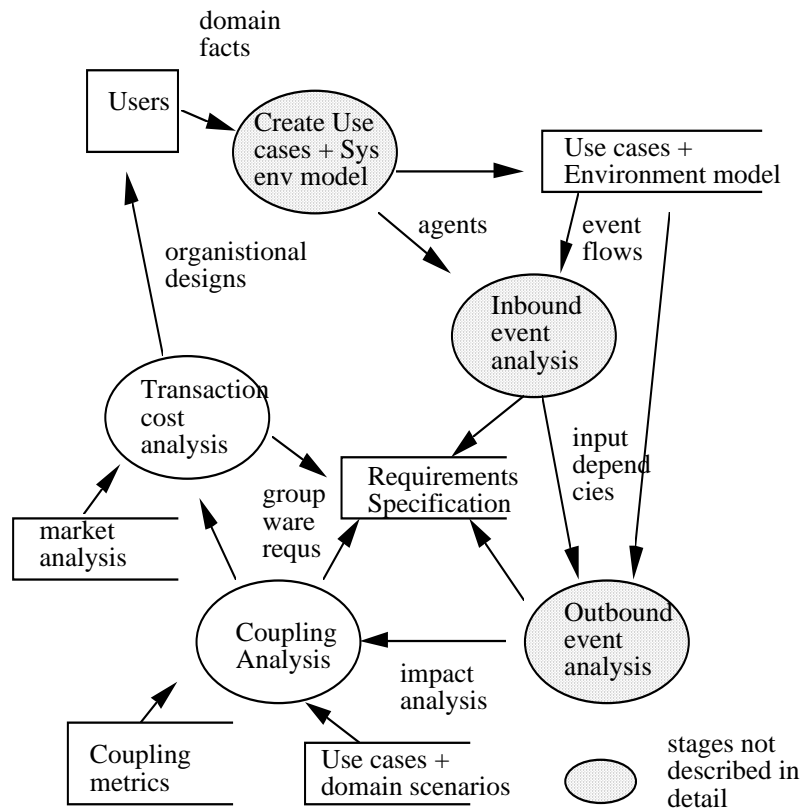 domain
facts
Users
Create Use
cases + Sys
env model
Use cases +
Environment model
agents
event
flows
organistional
designs
Inbound
event
analysis
Transaction
cost
analysis
input
depend
cies
Requirements
Specification
group
ware
requs
market
analysis
Coupling
Analysis
Outbound
event
analysis
impact
analysis
Coupling
metrics
Use cases +
domain scenarios
stages not
described in
detail